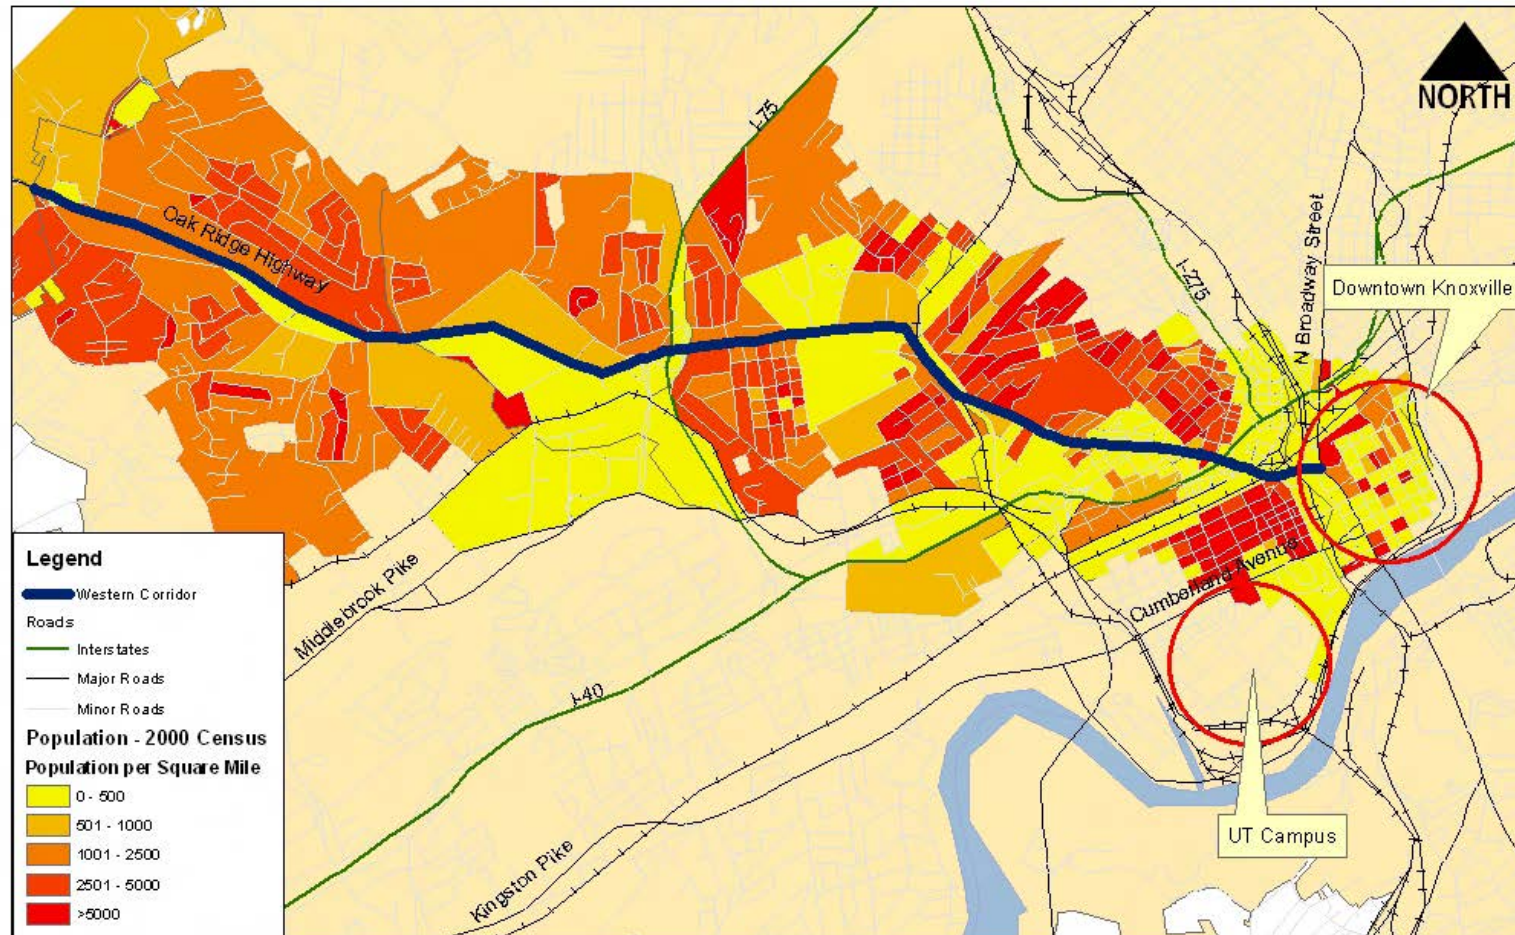 NORTH
I-75
Oak Ridge Highway
I-275
N Broadway Street
Downtown Knoxville
Cumberland Avenue
Middlebrook Pike
I-40
Kingston Pike
UT Campus
Legend
Western Corridor
Roads
Interstates
Major Roads
Minor Roads
Population - 2000 Census
Population per Square Mile
0 - 500
501 - 1000
1001 - 2500
2501 - 5000
>5000